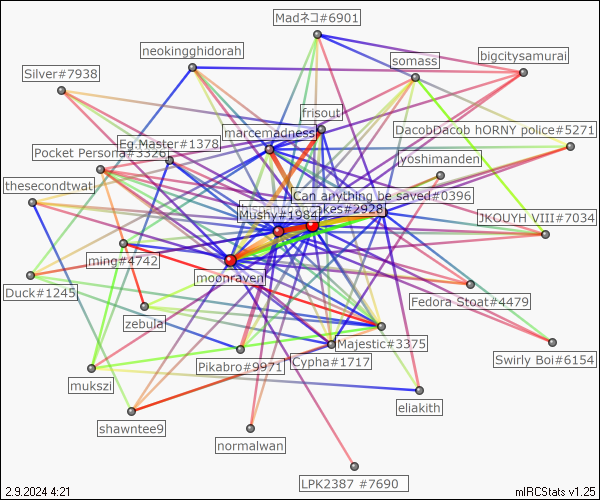 Madネコ#6901
neokingghidorah
bigcitysamurai
somass
Silver#7938
frisout
marcemadness
DacobDacob hORNY police#5271
Eg.Master#1378
Pocket Persona#3326
yoshimanden
thesecondtwat
Can anything be saved#0396
akes#2928
Mushy#1984
JKOUYH VIII#7034
ming#4742
moonraven
Duck#1245
Fedora Stoat#4479
zebula
Majestic#3375
Swirly Boi#6154
Cypha#1717
Pikabro#9971
mukszi
eliakith
shawntee9
normalwan
LPK2387 #7690
2.9.2024 4:21
mIRCStats v1.25